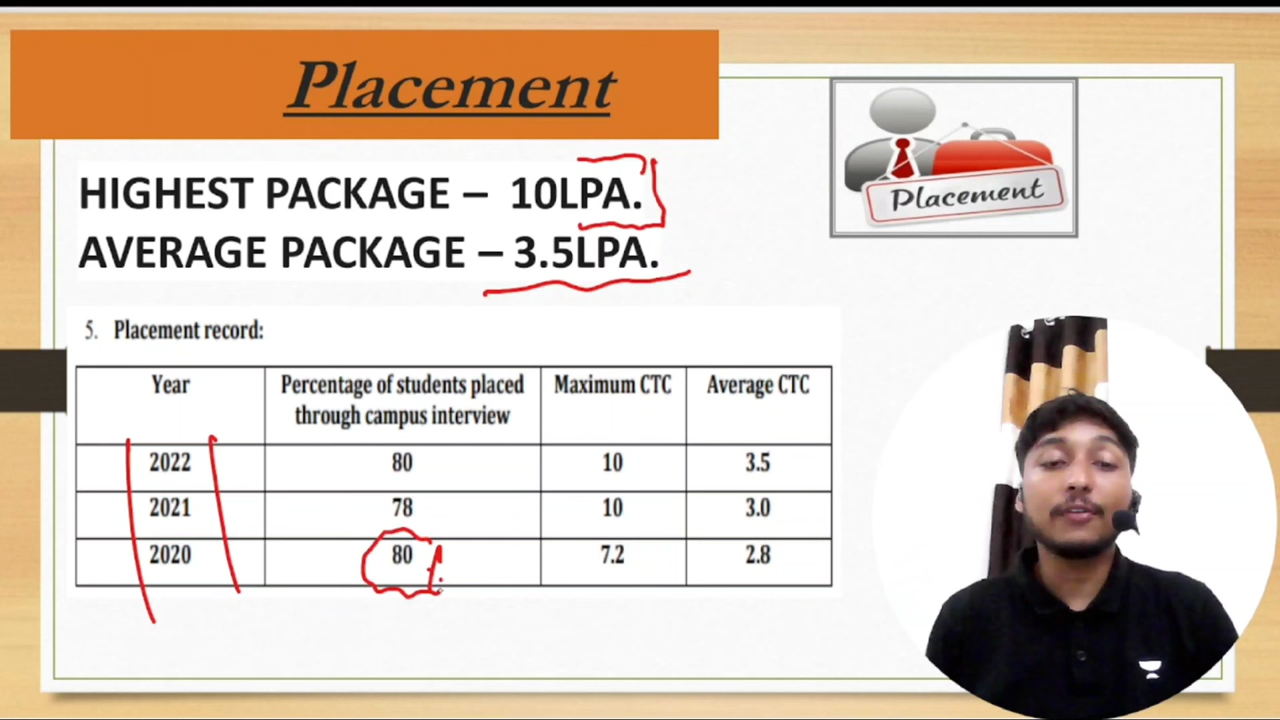 Placement
HIGHEST PACKAGE – 10LPA.
AVERAGE PACKAGE – 3.5LPA.
Placement
5. Placement record:
Year Percentage of students placed through campus interview Maximum CTC Average CTC
2022 80 10 3.5
2021 78 10 3.0
2020 80 7.2 2.8